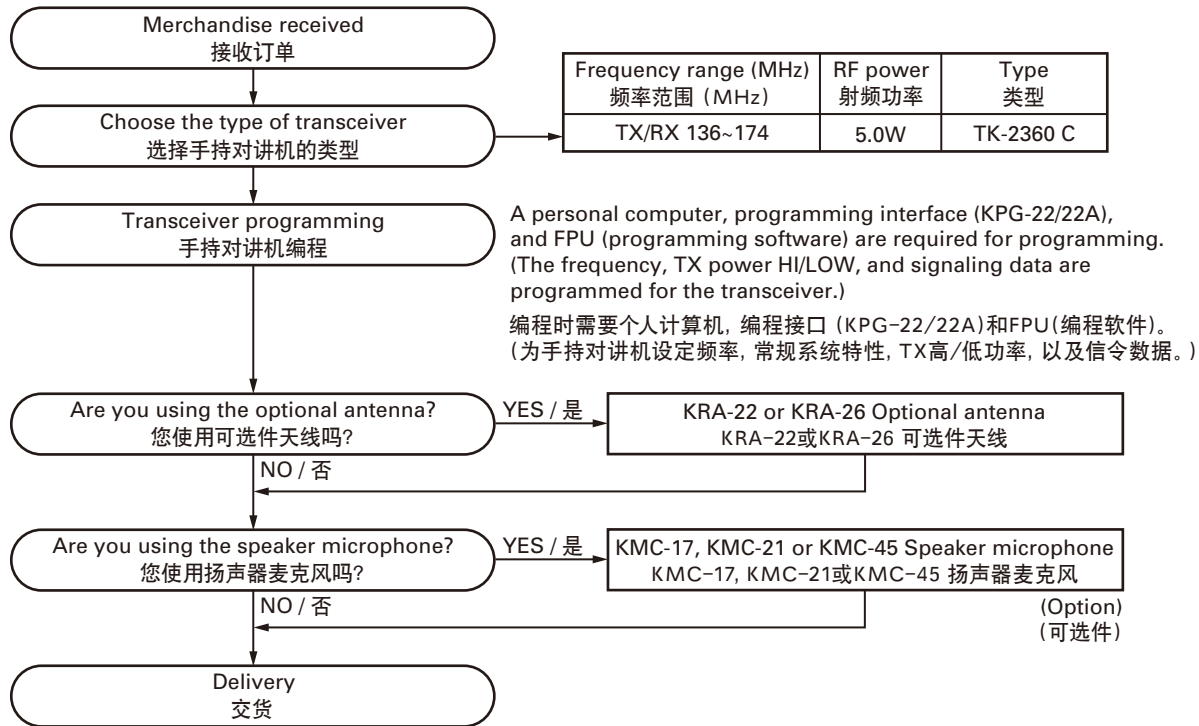 Merchandise received
接收订单
Choose the type of transceiver
选择手持对讲机的类型
Frequency range (MHz) RF power Type
频率范围 (MHz) 射频功率 类型
TX/RX 136~174 5.0W TK-2360 C
Transceiver programming
手持对讲机编程
A personal computer, programming interface (KPG-22/22A),
and FPU (programming software) are required for programming.
(The frequency, TX power HI/LOW, and signaling data are
programmed for the transceiver.)
编程时需要个人计算机, 编程接口 (KPG-22/22A)和FPU(编程软件)。
(为手持对讲机设定频率, 常规系统特性, TX高/低功率, 以及信令数据。)
Are you using the optional antenna?
您使用可选件天线吗?
YES / 是
KRA-22 or KRA-26 Optional antenna
KRA-22或KRA-26 可选件天线
NO / 否
Are you using the speaker microphone?
您使用扬声器麦克风吗?
YES / 是
KMC-17, KMC-21 or KMC-45 Speaker microphone
KMC-17, KMC-21或KMC-45 扬声器麦克风
NO / 否
(Option)
(可选件)
Delivery
交货